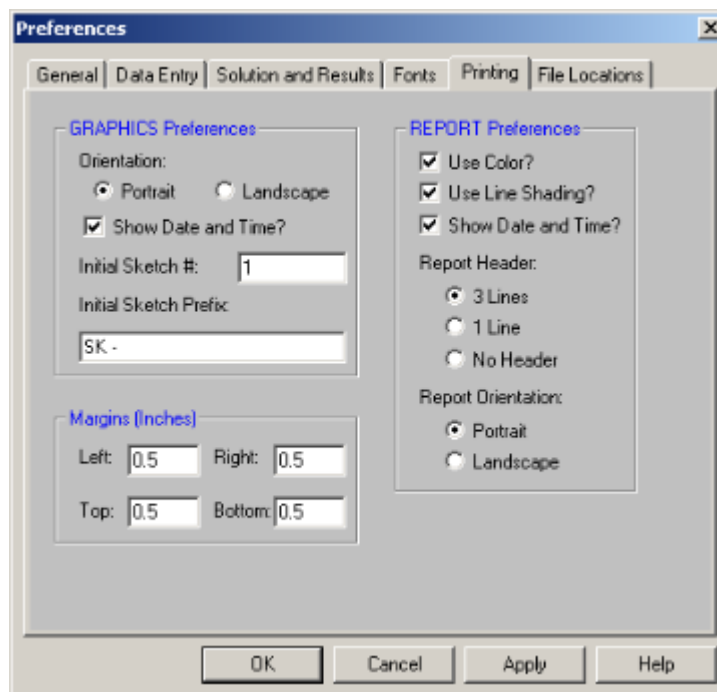 Preferences
General Data Entry Solution and Results Fonts Printing File Locations
GRAPHICS Preferences
Orientation:
Portrait Landscape
Show Date and Time?
Initial Sketch #: 1
Initial Sketch Prefix:
SK -
Margins (Inches)
Left: 0.5 Right: 0.5
Top: 0.5 Bottom: 0.5
REPORT Preferences
Use Color?
Use Line Shading?
Show Date and Time?
Report Header:
3 Lines
1 Line
No Header
Report Orientation:
Portrait
Landscape
OK Cancel Apply Help